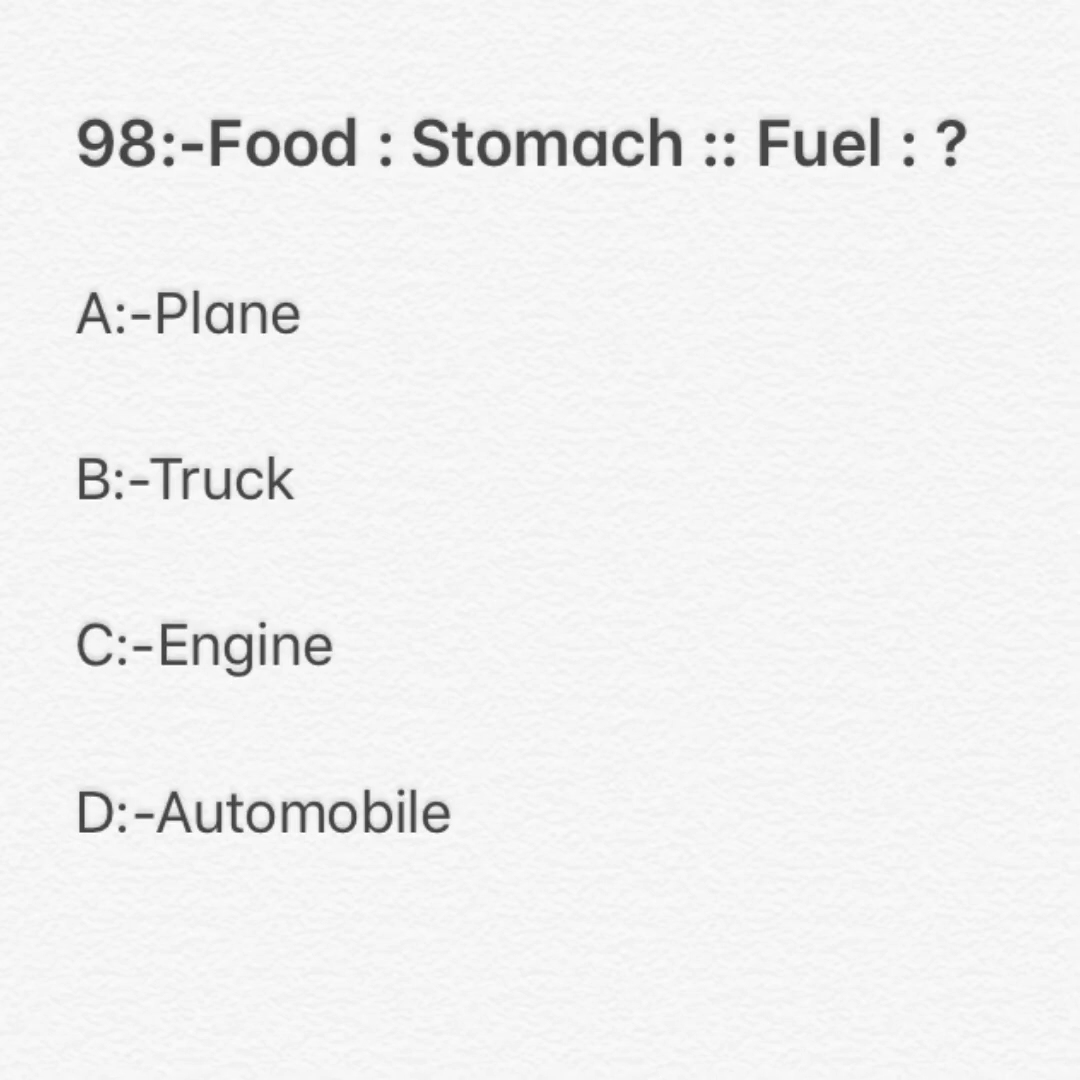 98:-Food : Stomach :: Fuel : ?
A:-Plane
B:-Truck
C:-Engine
D:-Automobile